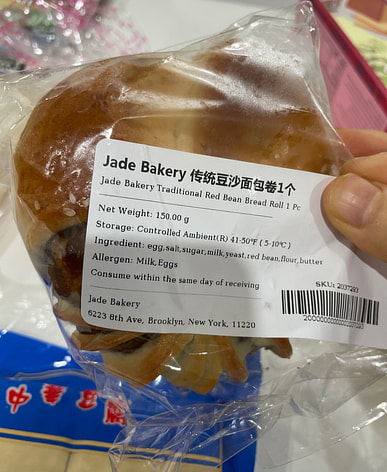 Jade Bakery 传统豆沙面包卷1个
Jade Bakery Traditional Red Bean Bread Roll 1 Pc
Net Weight: 150.00 g
Storage: Controlled Ambient(R) 41-50°F ( 5-10°C )
Ingredient: egg,salt,sugar,milk,yeast,red bean,flour,butter
Allergen: Milk,Eggs
Consume within the same day of receiving
SKU: 2037293
Jade Bakery
6223 8th Ave, Brooklyn, New York, 11220